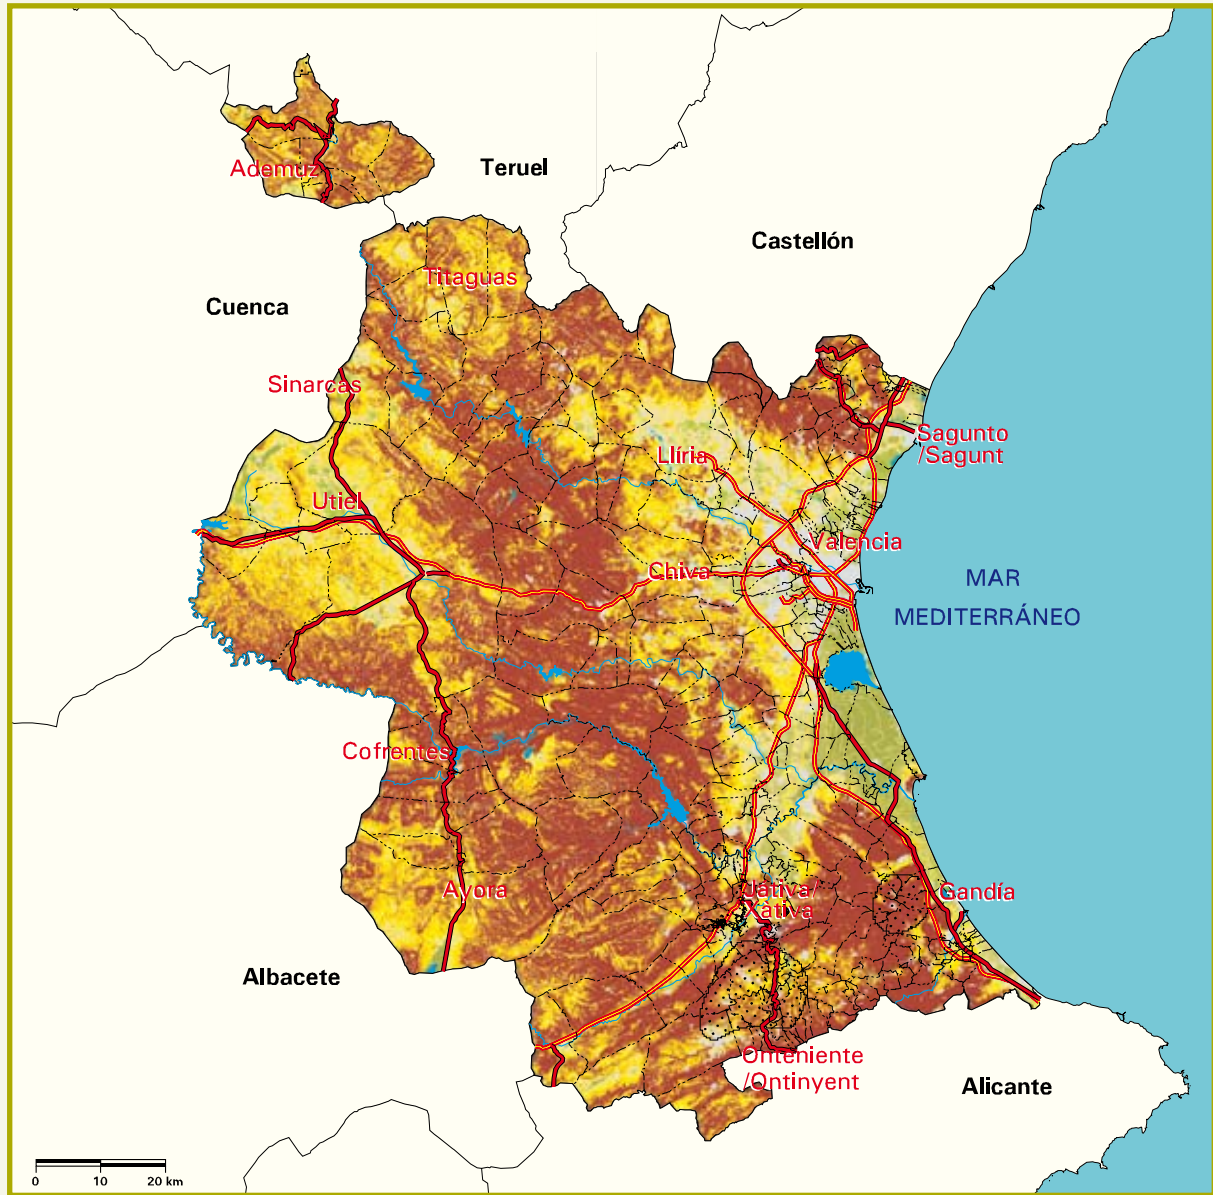 Teruel
Ademuz
Castellón
Titaguas
Cuenca
Sinarcas
Sagunto
/Sagunt
Llíria
Utiel
Valencia
Chiva
MAR
MEDITERRÁNEO
Cofrentes
Ayora
Játiva/
Xátiva
Gandía
Albacete
Onteniente
/Ontinyent
Alicante
0 10 20 km